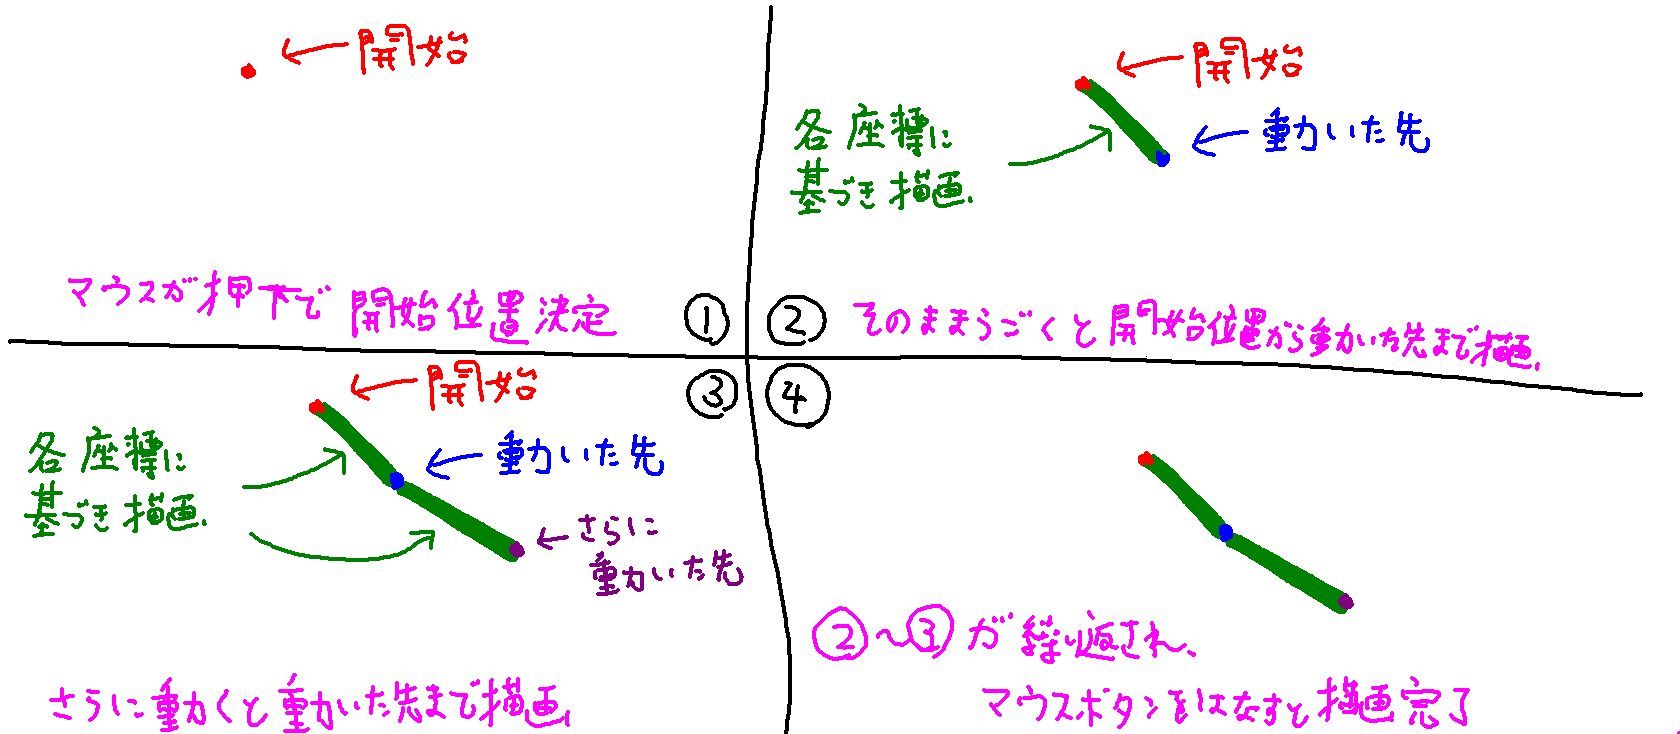 開始
マウスが押下で開始位置決定
①
開始
各座標に
基づき描画.
動いた先
②
そのままうごくと開始位置から動いた先まで描画.
③
開始
各座標に
基づき描画.
動いた先
さらに
動いた先
さらに動くと動いた先まで描画
④
②~③が繰り返され、
マウスボタンをはなすと描画完了